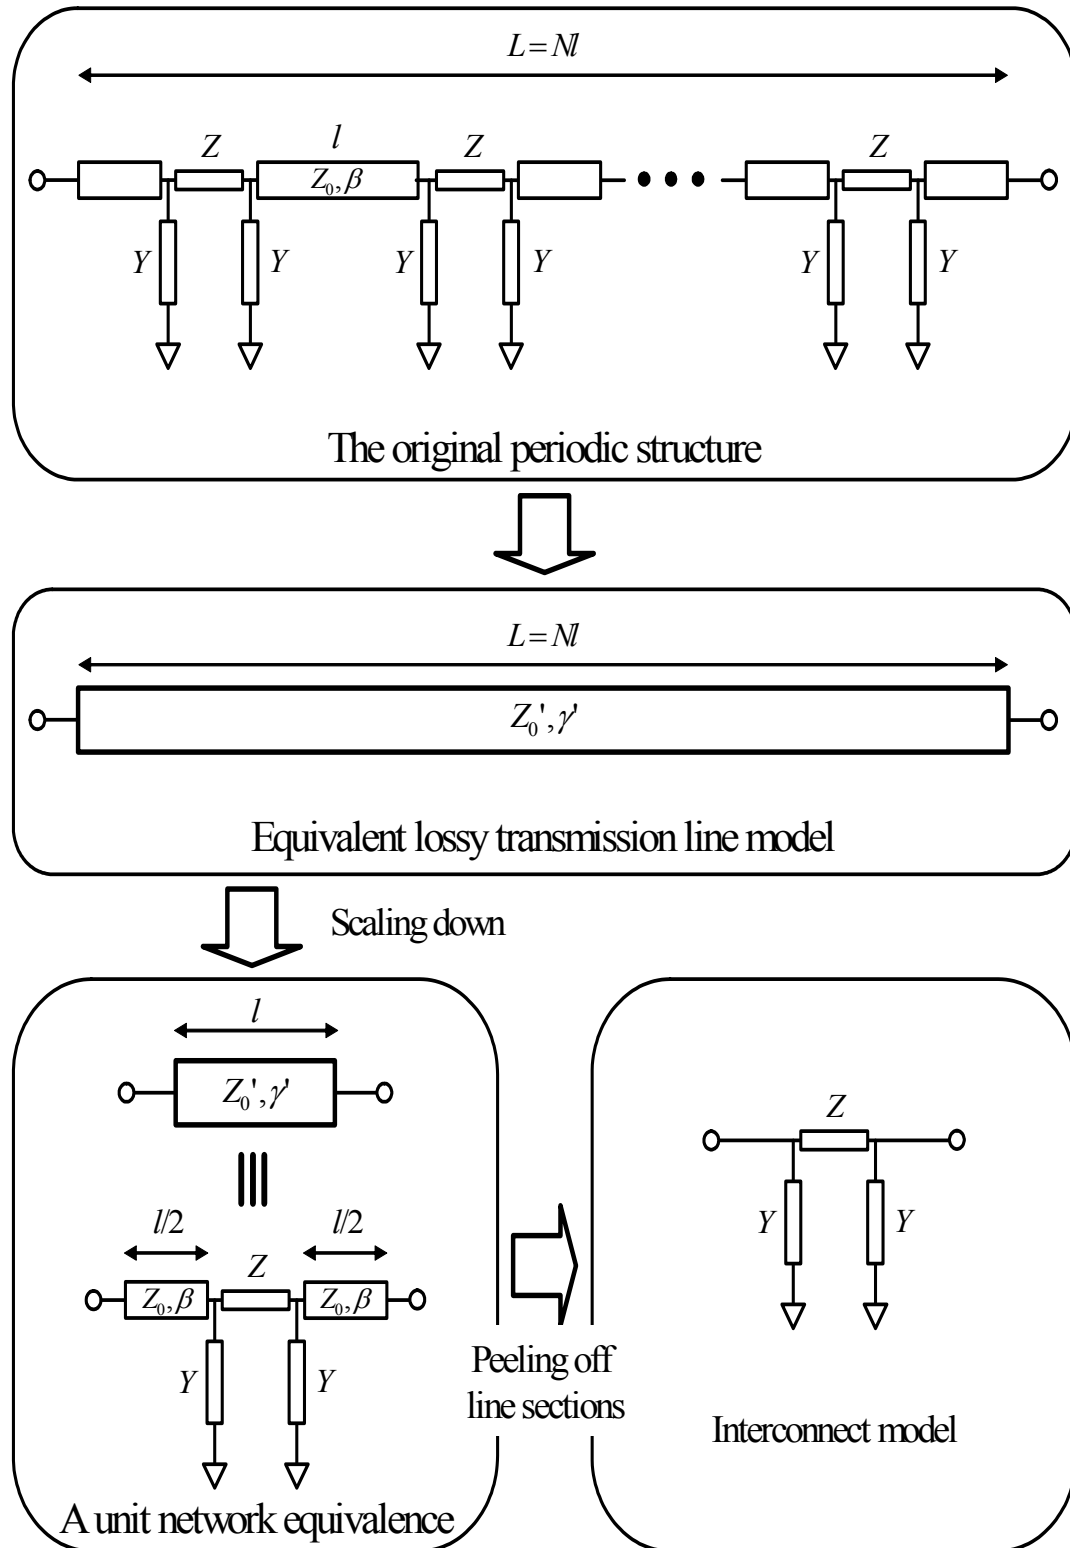 L=Nl
Z l Z Z
Z₀, β
Y Y Y Y Y Y
The original periodic structure
L=Nl
Z₀', γ'
Equivalent lossy transmission line model
Scaling down
l
Z₀', γ'
l/2 Z l/2
Z₀, β Z₀, β
Y Y
A unit network equivalence
Peeling off
line sections
Z
Y Y
Interconnect model